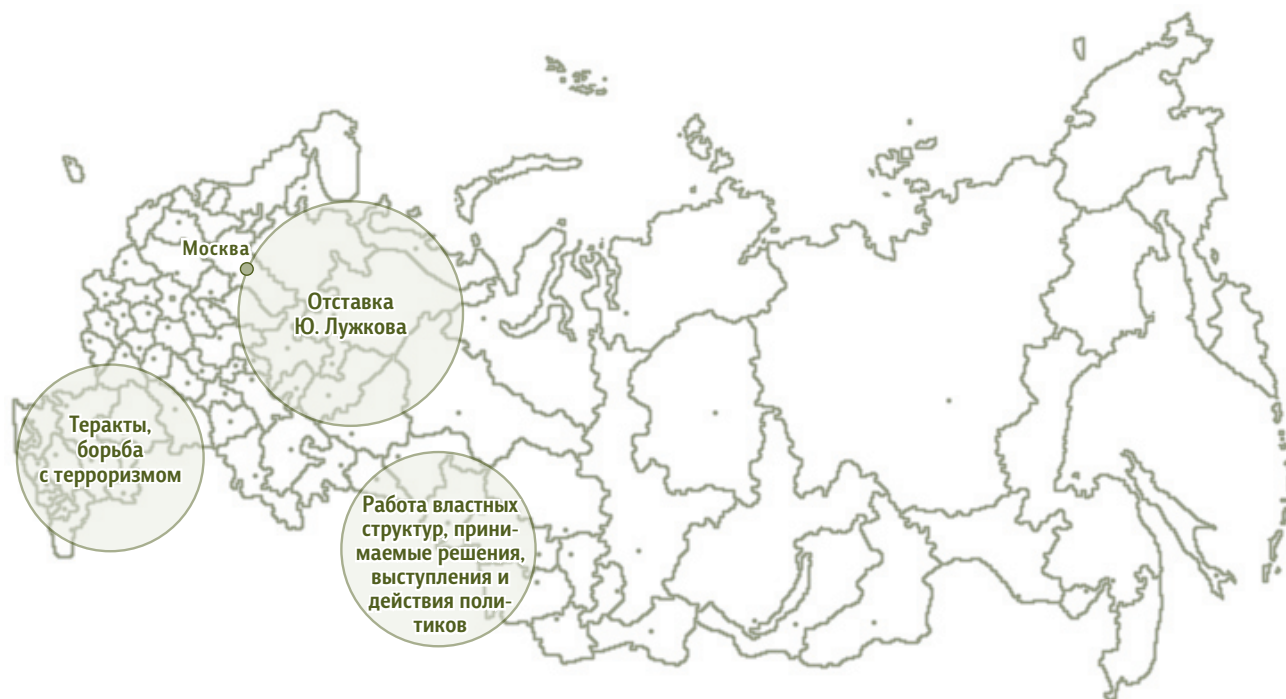 Москва
Отставка
Ю. Лужкова
Теракты,
борьба
с терроризмом
Работа властных
структур, прини-
маемые решения,
выступления и
действия поли-
тиков